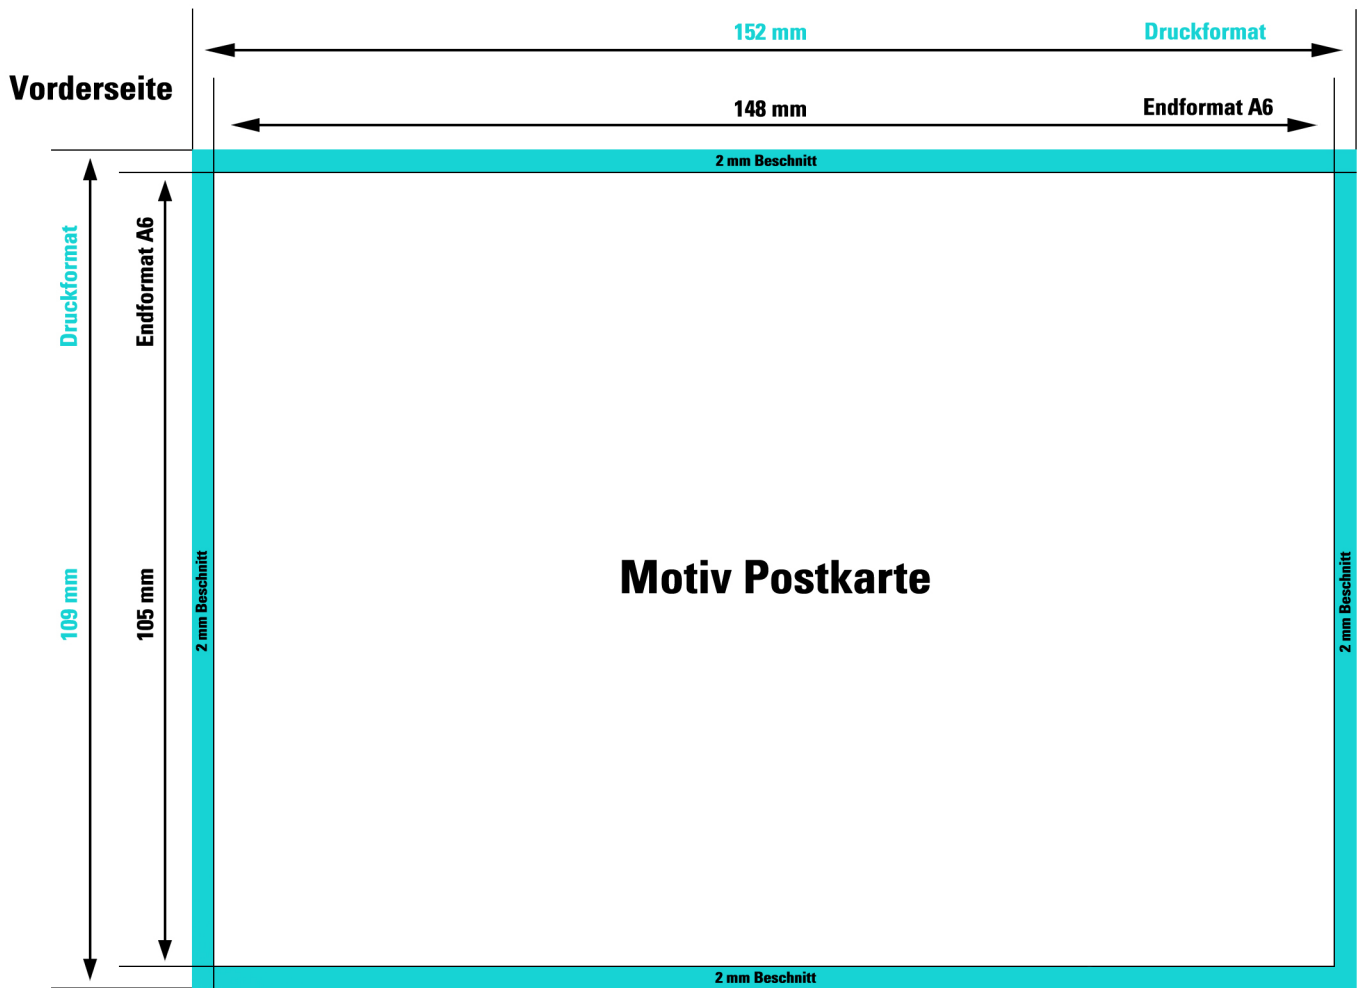 152 mm
Druckformat
Vorderseite
148 mm
Endformat A6
2 mm Beschnitt
Druckformat
Endformat A6
109 mm
105 mm
2 mm Beschnitt
Motiv Postkarte
2 mm Beschnitt
2 mm Beschnitt